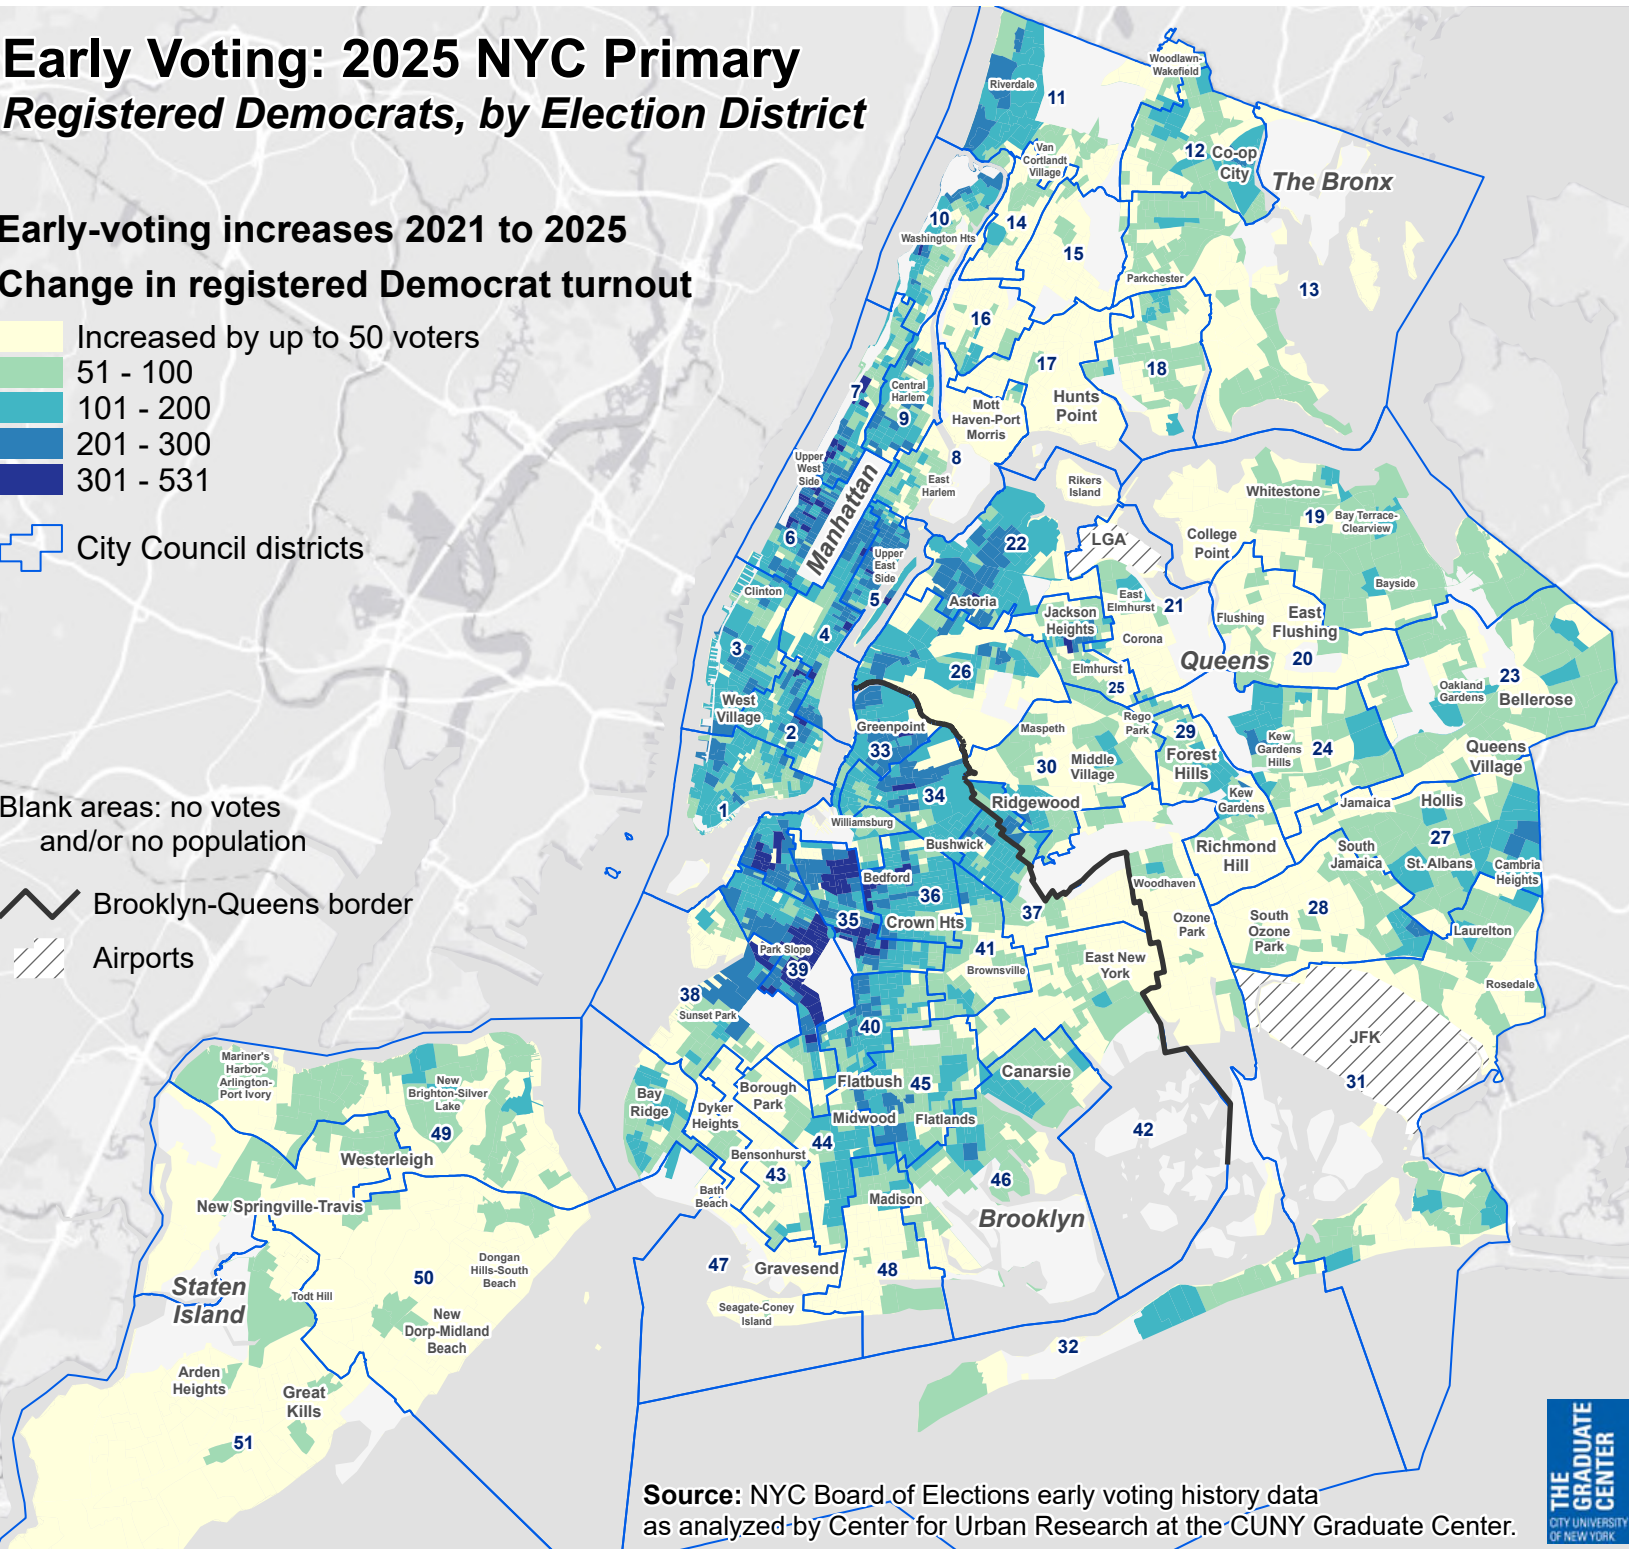 Early Voting: 2025 NYC Primary
Registered Democrats, by Election District
Early-voting increases 2021 to 2025
Change in registered Democrat turnout
Increased by up to 50 voters
51 - 100
101 - 200
201 - 300
301 - 531
City Council districts
Blank areas: no votes
and/or no population
Brooklyn-Queens border
Airports
Woodlawn-
Wakefield
Riverdale
11
Van
Cortlandt
Village
12
Co-op
City
The Bronx
10
Washington Hts
14
15
Parkchester
13
16
17
18
7
Central
Harlem
9
Mott
Haven-Port
Morris
Hunts
Point
8
East
Harlem
Upper
West
Side
Manhattan
Rikers
Island
6
Upper
East
Side
5
Clinton
4
3
West
Village
2
1
22
LGA
Astoria
Whitestone
19
Bay Terrace-
Clearview
College
Point
Bayside
East
Elmhurst
21
Jackson
Heights
Corona
Flushing
East
Flushing
20
Queens
26
Elmhurst
25
23
Oakland
Gardens
Bellerose
Greenpoint
33
Maspeth
Rego
Park
29
Forest
Hills
Kew
Gardens
Hills
24
Queens
Village
30
Middle
Village
34
Ridgewood
Kew
Gardens
Jamaica
Hollis
Williamsburg
Bushwick
Richmond
Hill
South
Jamaica
27
St. Albans
Cambria
Heights
Bedford
36
Woodhaven
35
Crown Hts
37
Ozone
Park
South
Ozone
Park
28
Laurelton
Park Slope
39
41
Brownsville
East New
York
Rosedale
38
Sunset Park
40
JFK
31
Mariner's
Harbor-
Arlington-
Port Ivory
New
Brighton-Silver
Lake
49
Westerleigh
Bay
Ridge
Borough
Park
Dyker
Heights
Flatbush
45
Canarsie
Midwood
Flatlands
44
Bensonhurst
43
42
46
Bath
Beach
Madison
Brooklyn
New Springville-Travis
Dongan
Hills-South
Beach
50
Staten
Island
Todt Hill
New
Dorp-Midland
Beach
47
Gravesend
48
Seagate-Coney
Island
32
Arden
Heights
Great
Kills
51
Source: NYC Board of Elections early voting history data
as analyzed by Center for Urban Research at the CUNY Graduate Center.
THE
GRADUATE
CENTER
CITY UNIVERSITY
OF NEW YORK